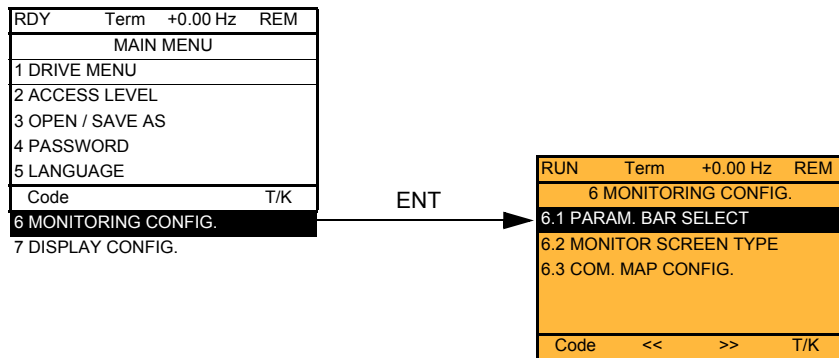 RDY Term +0.00 Hz REM
MAIN MENU
1 DRIVE MENU
2 ACCESS LEVEL
3 OPEN / SAVE AS
4 PASSWORD
5 LANGUAGE
Code T/K
6 MONITORING CONFIG.
7 DISPLAY CONFIG.
ENT
RUN Term +0.00 Hz REM
6 MONITORING CONFIG.
6.1 PARAM. BAR SELECT
6.2 MONITOR SCREEN TYPE
6.3 COM. MAP CONFIG.
Code << >> T/K